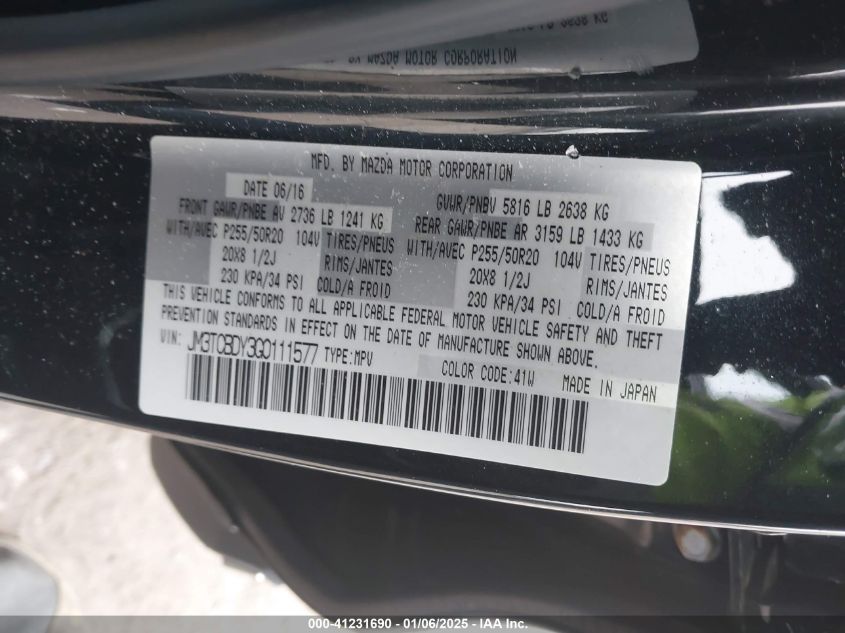 MAZDA MOTOR CORPORATION
MFD. BY MAZDA MOTOR CORPORATION
DATE 06/16 GVWR/PNBV 5816 LB 2638 KG
FRONT GAWR/PNBE AV 2736 LB 1241 KG REAR GAWR/PNBE AR 3159 LB 1433 KG
WITH/AVEC P255/50R20 104V TIRES/PNEUS WITH/AVEC P255/50R20 104V TIRES/PNEUS
20X8 1/2J RIMS/JANTES 20X8 1/2J RIMS/JANTES
230 KPA/34 PSI COLD/A FROID 230 KPA/34 PSI COLD/A FROID
THIS VEHICLE CONFORMS TO ALL APPLICABLE FEDERAL MOTOR VEHICLE SAFETY AND THEFT
PREVENTION STANDARDS IN EFFECT ON THE DATE OF MANUFACTURE SHOWN ABOVE.
VIN: JM3TCBDY3G0111577 TYPE:MPV COLOR CODE:41W MADE IN JAPAN
000-41231690 - 01/06/2025 - IAA Inc.